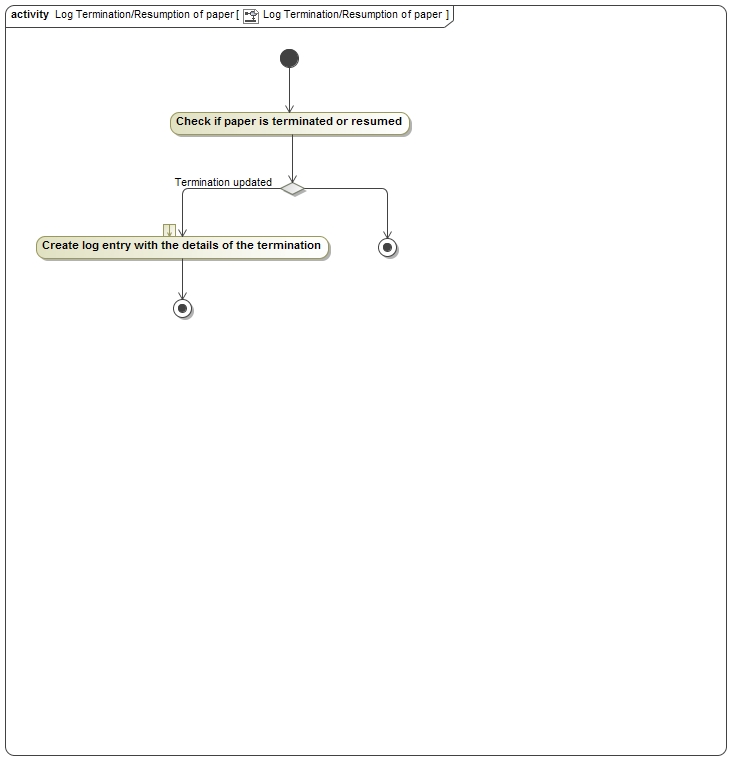 activity Log Termination/Resumption of paper [ Log Termination/Resumption of paper ]
Check if paper is terminated or resumed
Termination updated
Create log entry with the details of the termination